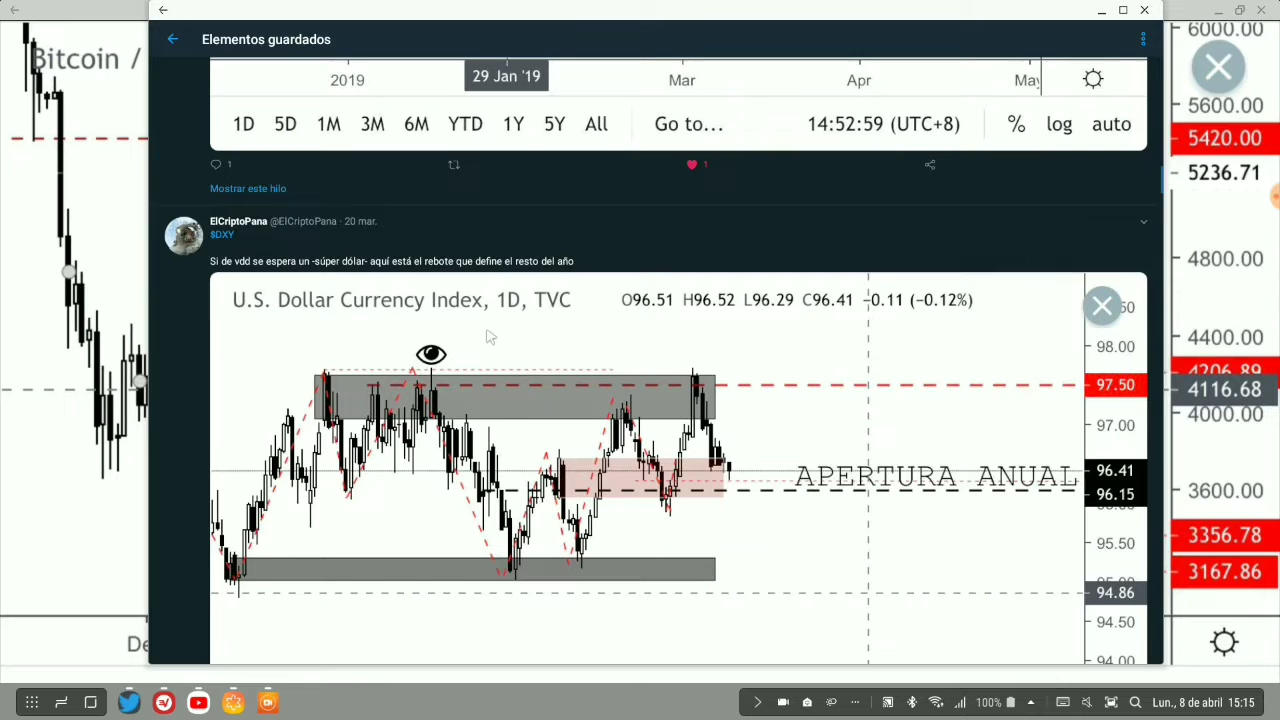 Bitcoin /
Elementos guardados
2019
29 Jan '19
Mar
Apr
May
1D 5D 1M 3M 6M YTD 1Y 5Y All Go to... 14:52:59 (UTC+8) % log auto
1
1
Mostrar este hilo
ElCriptoPana @ElCriptoPana · 20 mar.
$DXY
Si de vdd se espera un -súper dólar- aquí está el rebote que define el resto del año
U.S. Dollar Currency Index, 1D, TVC O96.51 H96.52 L96.29 C96.41 −0.11 (−0.12%)
98.00
97.50
97.00
APERTURA ANUAL
96.41
96.15
95.50
94.86
94.50
94.00
6000.00
5600.00
5420.00
5236.71
4800.00
4400.00
4206.89
4116.68
4000.00
3600.00
3356.78
3167.86
De
100%
Lun., 8 de abril 15:15